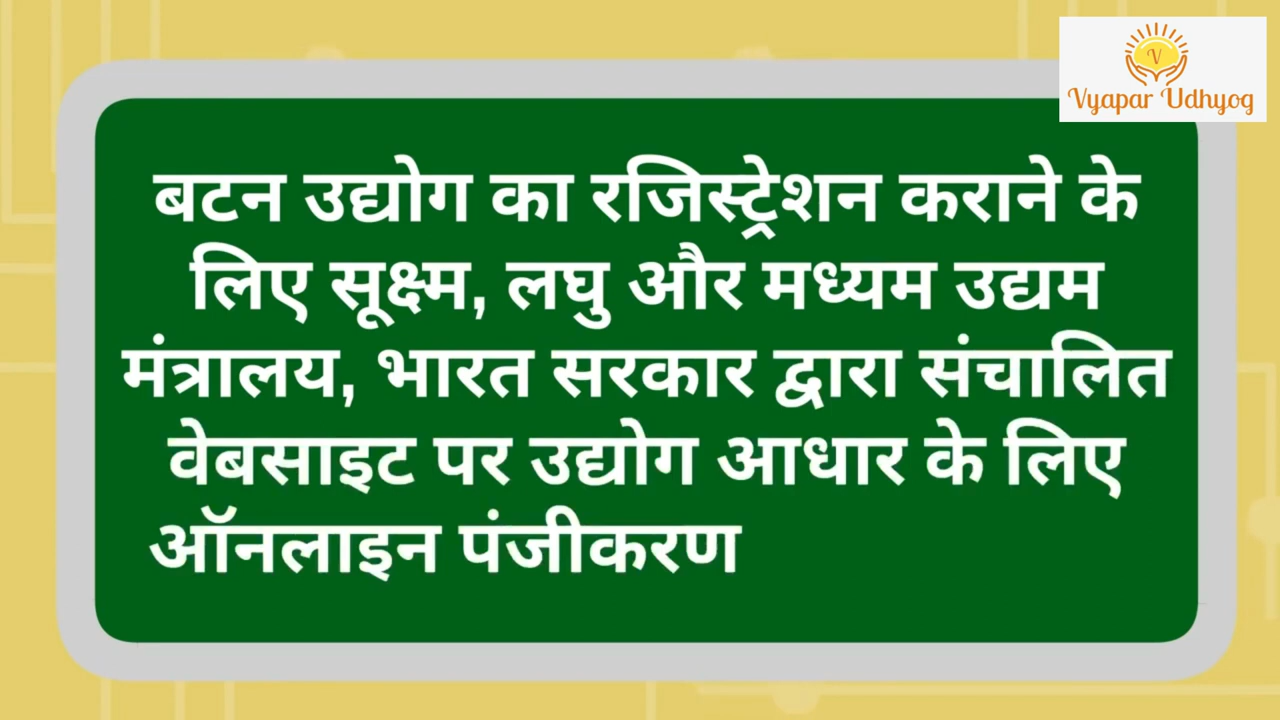 Vyapar Udhyog
बटन उद्योग का रजिस्ट्रेशन कराने के
लिए सूक्ष्म, लघु और मध्यम उद्यम
मंत्रालय, भारत सरकार द्वारा संचालित
वेबसाइट पर उद्योग आधार के लिए
ऑनलाइन पंजीकरण